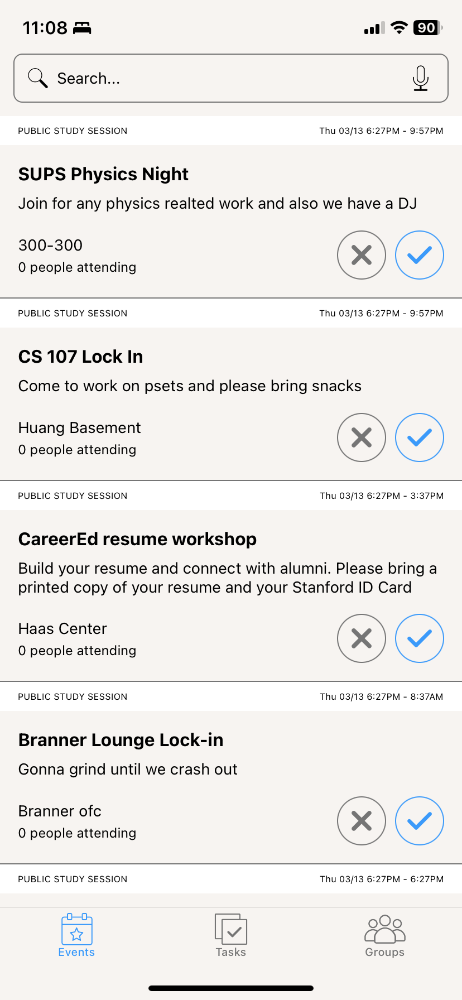 11:08
90
Search...
PUBLIC STUDY SESSION Thu 03/13 6:27PM - 9:57PM
SUPS Physics Night
Join for any physics realted work and also we have a DJ
300-300
0 people attending
PUBLIC STUDY SESSION Thu 03/13 6:27PM - 9:57PM
CS 107 Lock In
Come to work on psets and please bring snacks
Huang Basement
0 people attending
PUBLIC STUDY SESSION Thu 03/13 6:27PM - 3:37PM
CareerEd resume workshop
Build your resume and connect with alumni. Please bring a
printed copy of your resume and your Stanford ID Card
Haas Center
0 people attending
PUBLIC STUDY SESSION Thu 03/13 6:27PM - 8:37AM
Branner Lounge Lock-in
Gonna grind until we crash out
Branner ofc
0 people attending
PUBLIC STUDY SESSION Thu 03/13 6:27PM - 6:27PM
Events Tasks Groups